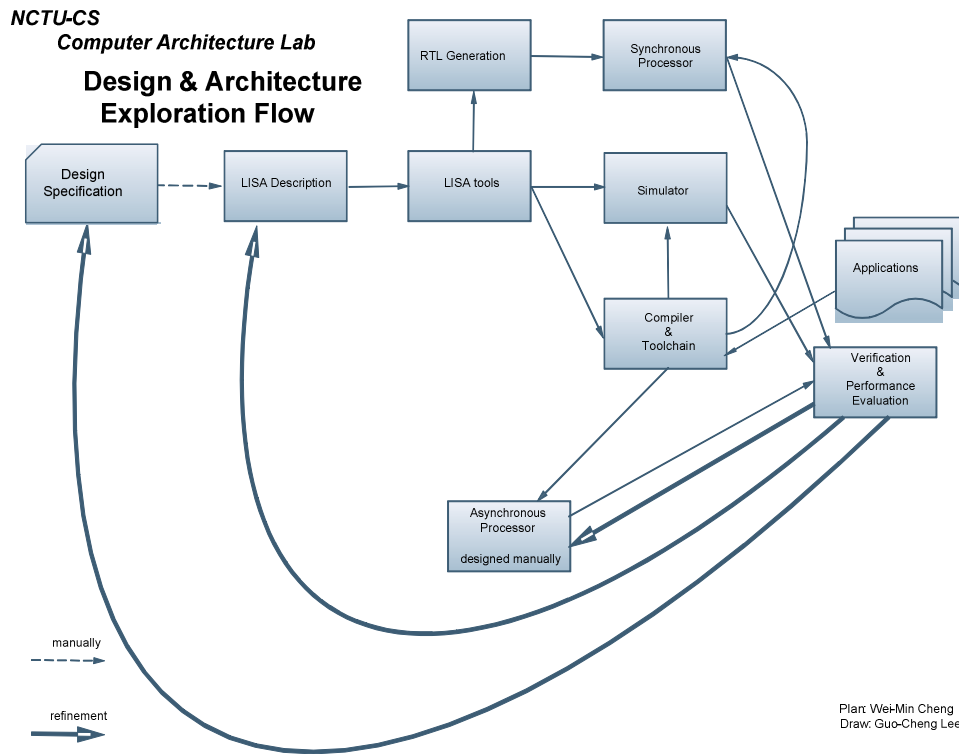 NCTU-CS
Computer Architecture Lab
Design & Architecture
Exploration Flow
RTL Generation
Synchronous
Processor
Design
Specification
LISA Description
LISA tools
Simulator
Applications
Compiler
&
Toolchain
Verification
&
Performance
Evaluation
Asynchronous
Processor
designed manually
manually
refinement
Plan: Wei-Min Cheng
Draw: Guo-Cheng Lee